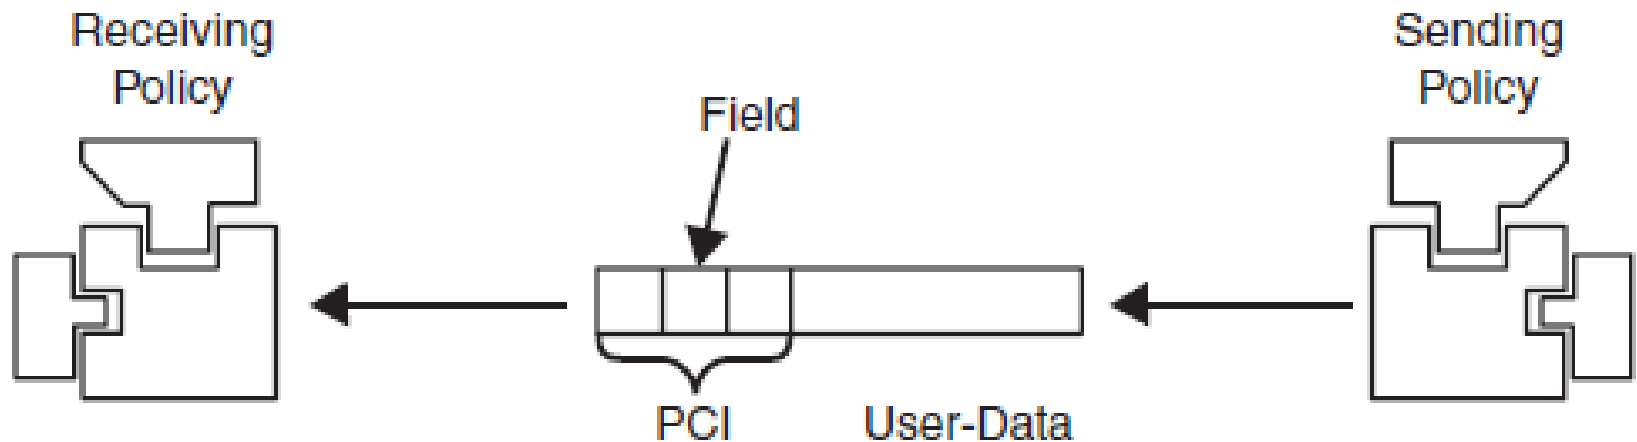 Receiving
Policy
Sending
Policy
Field
PCI
User-Data